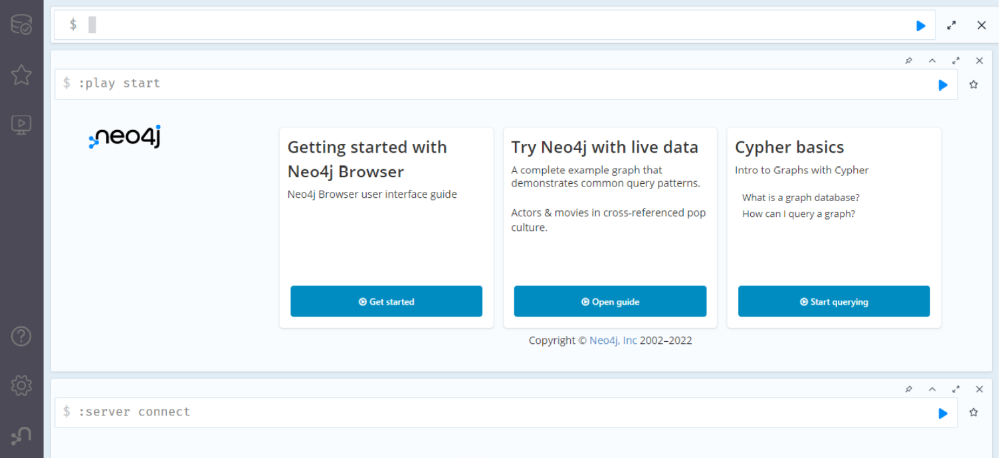 $
$ :play start
neo4j
Getting started with
Neo4j Browser
Neo4j Browser user interface guide
Get started
Try Neo4j with live data
A complete example graph that
demonstrates common query patterns.
Actors & movies in cross-referenced pop
culture.
Open guide
Cypher basics
Intro to Graphs with Cypher
What is a graph database?
How can I query a graph?
Start querying
Copyright © Neo4j, Inc 2002–2022
$ :server connect